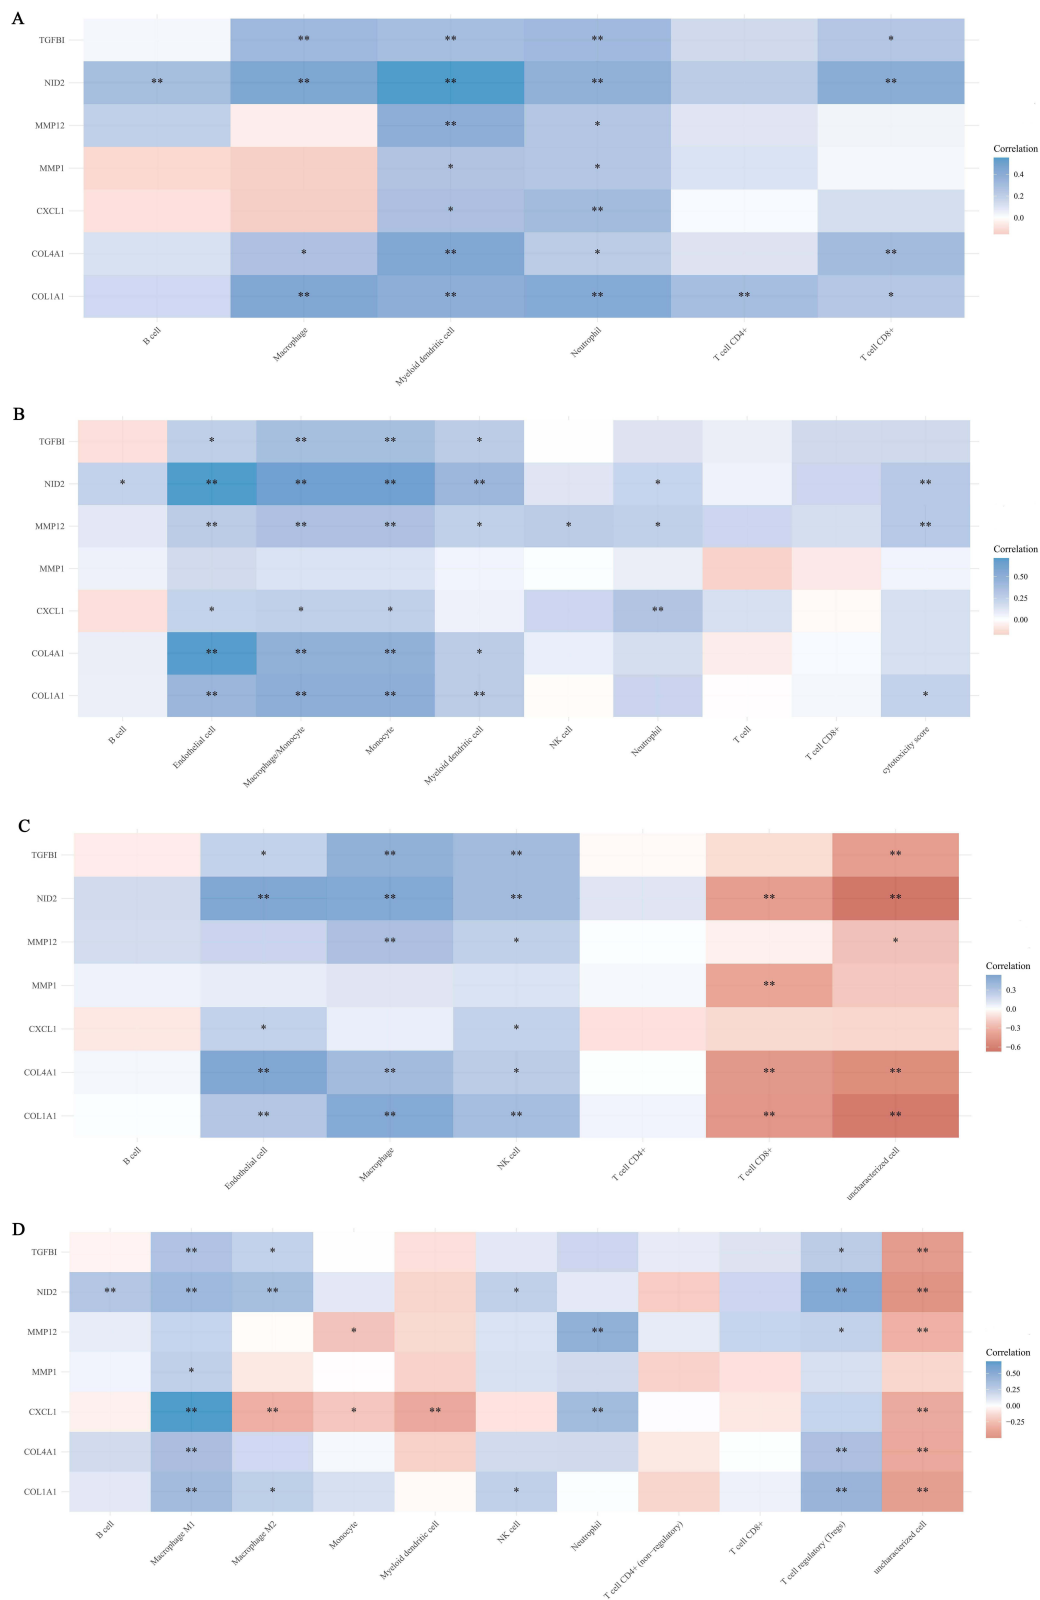 A
TGFBI ** ** ** *
NID2 ** ** ** ** **
MMP12 ** *
MMP1 * *
CXCL1 * **
COL4A1 * ** * **
COL1A1 ** ** ** ** *
B cell Macrophage Myeloid dendritic cell Neutrophil T cell CD4+ T cell CD8+
Correlation
0.4
0.2
0.0
B
TGFBI * ** ** *
NID2 * ** ** ** ** * **
MMP12 ** ** ** * * * **
MMP1
CXCL1 * * * **
COL4A1 ** ** ** *
COL1A1 ** ** ** ** *
B cell Endothelial cell Macrophage/Monocyte Monocyte Myeloid dendritic cell NK cell Neutrophil T cell T cell CD8+ cytotoxicity score
Correlation
0.50
0.25
0.00
C
TGFBI * ** ** **
NID2 ** ** ** ** **
MMP12 ** * *
MMP1 **
CXCL1 * *
COL4A1 ** ** * ** **
COL1A1 ** ** ** ** **
B cell Endothelial cell Macrophage NK cell T cell CD4+ T cell CD8+ uncharacterized cell
Correlation
0.3
0.0
−0.3
−0.6
D
TGFBI ** * * **
NID2 ** ** ** * ** **
MMP12 * ** * **
MMP1 *
CXCL1 ** ** * ** ** **
COL4A1 ** ** **
COL1A1 ** * * ** **
B cell Macrophage M1 Macrophage M2 Monocyte Myeloid dendritic cell NK cell Neutrophil T cell CD4+ (non−regulatory) T cell CD8+ T cell regulatory (Tregs) uncharacterized cell
Correlation
0.50
0.25
0.00
−0.25